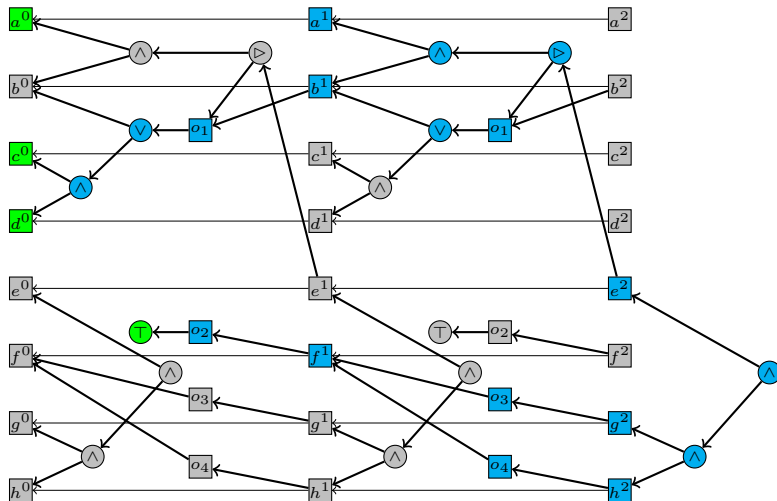 a⁰ a¹ a²
∧ ▷ ∧ ▷
b⁰ b¹ b²
∨ o₁ ∨ o₁
c⁰ c¹ c²
∧ ∧
d⁰ d¹ d²
e⁰ e¹ e²
⊤ o₂ ⊤ o₂
f⁰ f¹ f²
∧ ∧ ∧
o₃ o₃
g⁰ g¹ g²
∧ ∧ ∧
o₄ o₄
h⁰ h¹ h²